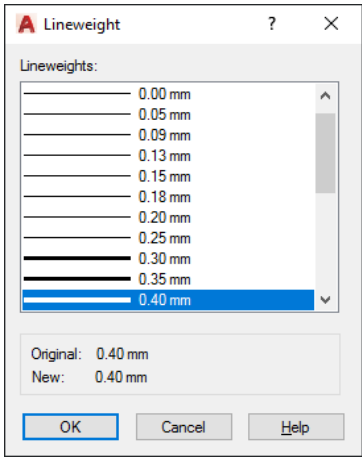 Lineweight
Lineweights:
0.00 mm
0.05 mm
0.09 mm
0.13 mm
0.15 mm
0.18 mm
0.20 mm
0.25 mm
0.30 mm
0.35 mm
0.40 mm
Original: 0.40 mm
New: 0.40 mm
OK Cancel Help